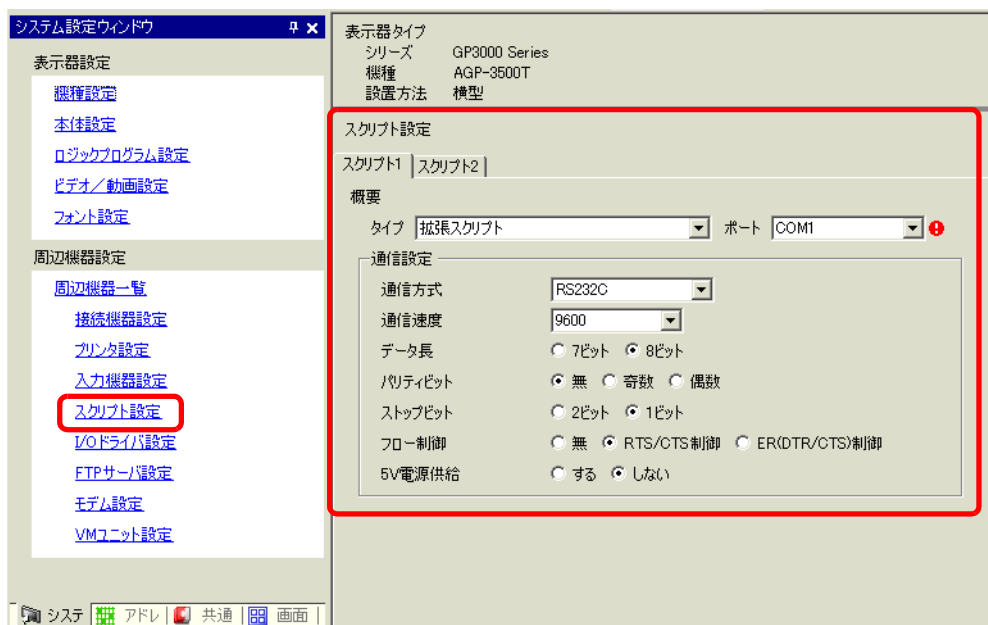 システム設定ウィンドウ
表示器設定
機種設定
本体設定
ロジックプログラム設定
ビデオ／動画設定
フォント設定
周辺機器設定
周辺機器一覧
接続機器設定
プリンタ設定
入力機器設定
スクリプト設定
I/Oドライバ設定
FTPサーバ設定
モデム設定
VMユニット設定
システ
アドレ
共通
画面
表示器タイプ
シリーズ GP3000 Series
機種 AGP-3500T
設置方法 横型
スクリプト設定
スクリプト1 スクリプト2
概要
タイプ 拡張スクリプト ポート COM1
通信設定
通信方式 RS232C
通信速度 9600
データ長 7ビット 8ビット
パリティビット 無 奇数 偶数
ストップビット 2ビット 1ビット
フロー制御 無 RTS/CTS制御 ER(DTR/CTS)制御
5V電源供給 する しない